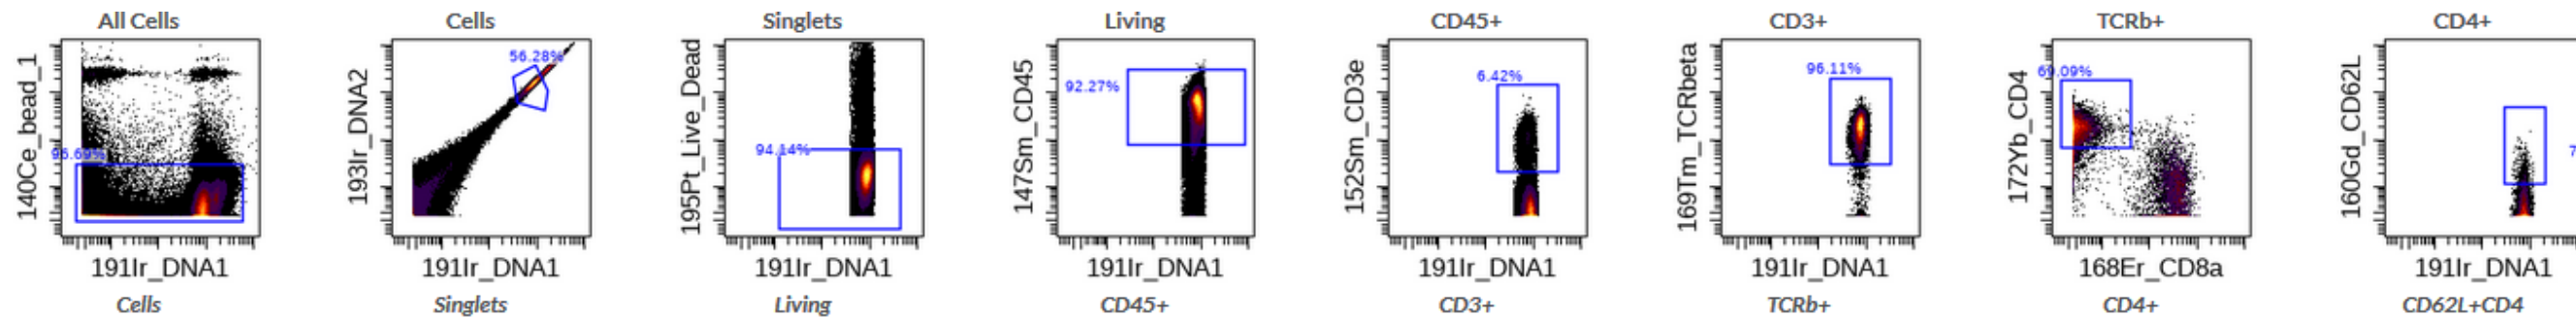 All Cells
140Ce_bead_1
95.69%
191Ir_DNA1
Cells
Cells
193Ir_DNA2
56.28%
191Ir_DNA1
Singlets
Singlets
195Pt_Live_Dead
94.14%
191Ir_DNA1
Living
Living
147Sm_CD45
92.27%
191Ir_DNA1
CD45+
CD45+
152Sm_CD3e
6.42%
191Ir_DNA1
CD3+
CD3+
169Tm_TCRbeta
96.11%
191Ir_DNA1
TCRb+
TCRb+
172Yb_CD4
69.09%
168Er_CD8a
CD4+
CD4+
160Gd_CD62L
7
191Ir_DNA1
CD62L+CD4